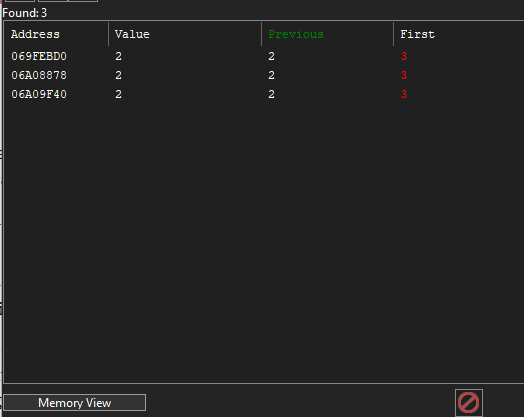 Found: 3
Address Value Previous First
069FEBD0 2 2 3
06A08878 2 2 3
06A09F40 2 2 3
Memory View